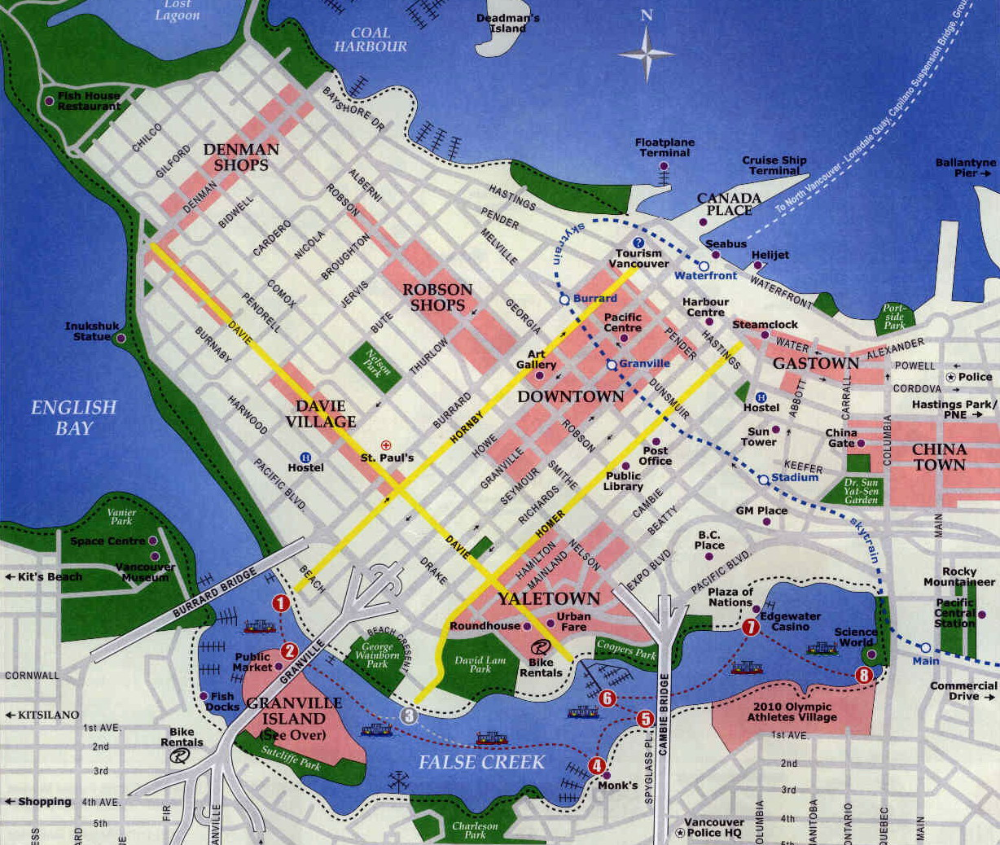 Lost
Lagoon
COAL
HARBOUR
Deadman's
Island
N
To North Vancouver - Lonsdale Quay, Capilano Suspension Bridge, Grou
Fish House
Restaurant
BAYSHORE DR
CHILCO
GILFORD
DENMAN
SHOPS
DENMAN
BIDWELL
CARDERO
NICOLA
BROUGHTON
JERVIS
BUTE
THURLOW
BURRARD
ALBERNI
ROBSON
HASTINGS
PENDER
MELVILLE
GEORGIA
Floatplane
Terminal
Cruise Ship
Terminal
Ballantyne
Pier
CANADA
PLACE
Seabus
Helijet
skytrain
?
Tourism
Vancouver
Waterfront
WATERFRONT
Burrard
ROBSON
SHOPS
Harbour
Centre
Pacific
Centre
Steamclock
Port-
side
Park
Inukshuk
Statue
COMOX
PENDRELL
DAVIE
BURNABY
HARWOOD
PACIFIC BLVD.
Nelson
Park
Art
Gallery
Granville
PENDER
HASTINGS
WATER
GASTOWN
ALEXANDER
POWELL
CORDOVA
Police
Hastings Park/
PNE
ENGLISH
BAY
DAVIE
VILLAGE
DOWNTOWN
DUNSMUIR
H
Hostel
ABBOTT
CARRALL
COLUMBIA
H
Hostel
St. Paul's
HORNBY
HOWE
GRANVILLE
SEYMOUR
RICHARDS
HOMER
ROBSON
SMITHE
Post
Office
Public
Library
Sun
Tower
China
Gate
CHINA
TOWN
KEEFER
Stadium
Dr. Sun
Yat-Sen
Garden
CAMBIE
BEATTY
GM Place
skytrain
MAIN
Vanier
Park
Space Centre
Vancouver
Museum
Kit's Beach
BURRARD BRIDGE
BEACH
DAVIE
DRAKE
HAMILTON
MAINLAND
NELSON
EXPO BLVD
B.C.
Place
PACIFIC BLVD.
Plaza of
Nations
Edgewater
Casino
Rocky
Mountaineer
Pacific
Central
Station
YALETOWN
Roundhouse
Urban
Fare
R
Bike
Rentals
1
2
Public
Market
GRANVILLE
BEACH CRESENT
George
Wainborn
Park
David Lam
Park
Coopers Park
7
Science
World
Main
8
CORNWALL
Fish
Docks
GRANVILLE
ISLAND
(See Over)
3
6
5
CAMBIE BRIDGE
2010 Olympic
Athletes Village
Commercial
Drive
KITSILANO
1st AVE.
2nd
3rd
Bike
Rentals
R
Sutcliffe Park
FALSE CREEK
4
Monk's
SPYGLASS PL.
1st AVE.
2nd
3rd
4th
5th
Shopping
4th AVE.
5th
ESS
ARD
UE
FIR
ANVILLE
Charleson
Park
Vancouver
Police HQ
OLUMBIA
ANITOBA
ONTARIO
QUEBEC
MAIN